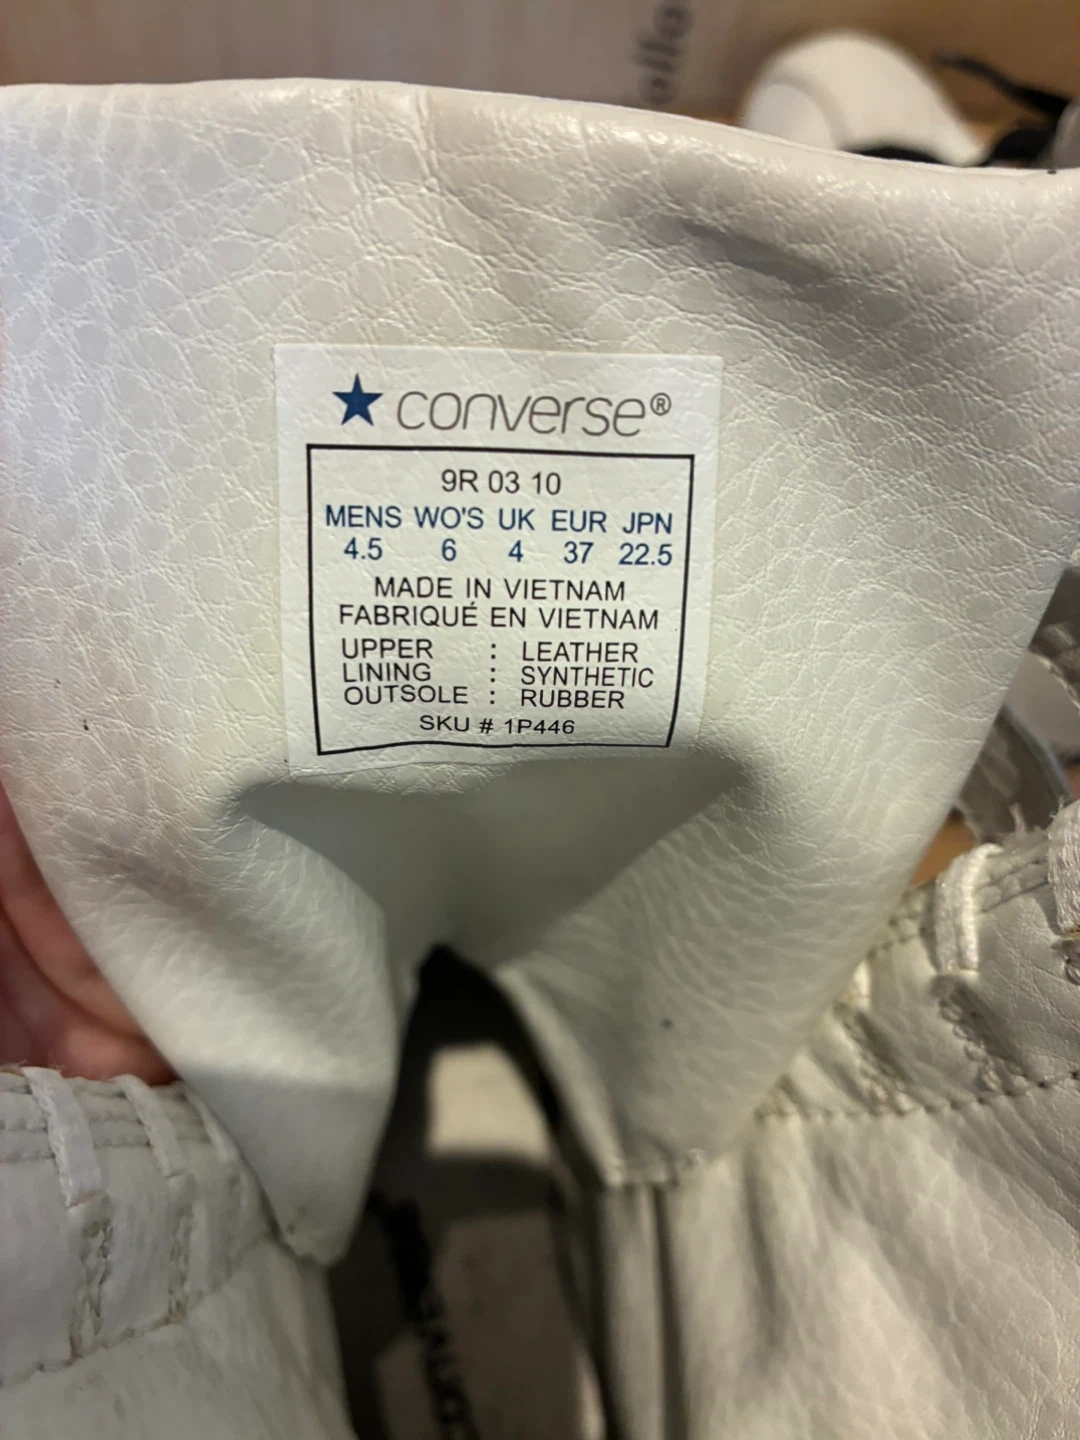 converse®
9R 03 10
MENS WO'S UK EUR JPN
4.5 6 4 37 22.5
MADE IN VIETNAM
FABRIQUÉ EN VIETNAM
UPPER : LEATHER
LINING : SYNTHETIC
OUTSOLE : RUBBER
SKU # 1P446